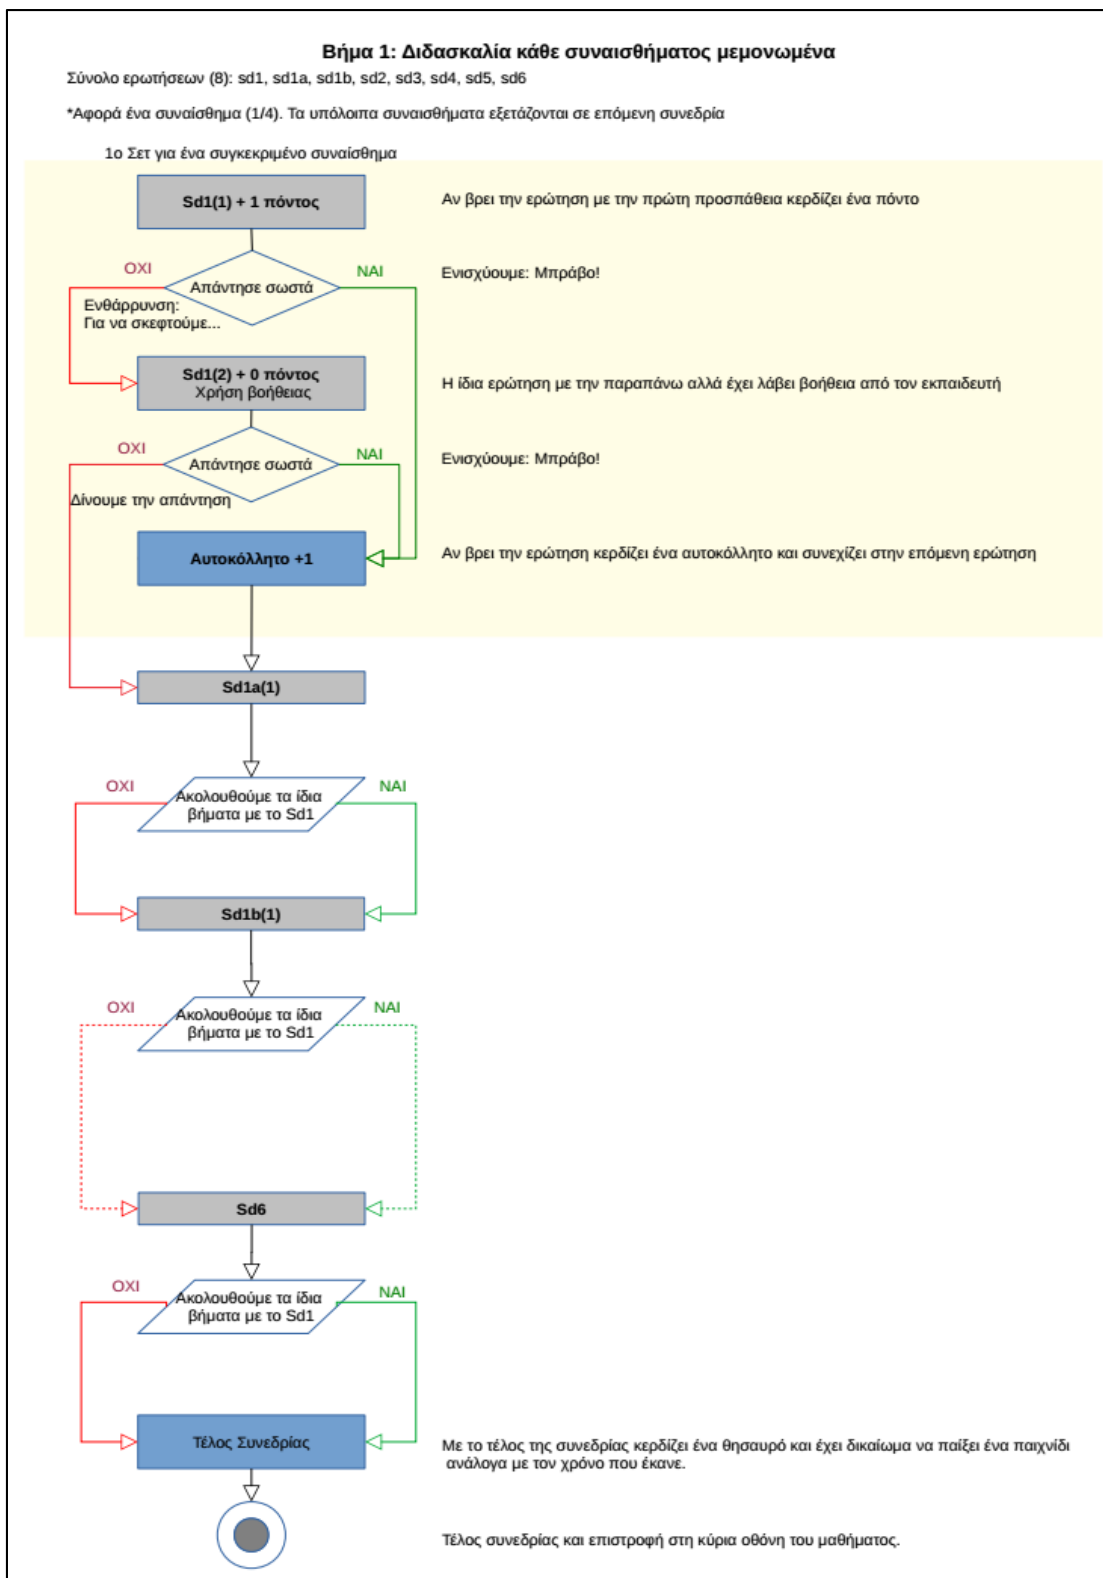 Βήμα 1: Διδασκαλία κάθε συναισθήματος μεμονωμένα
Σύνολο ερωτήσεων (8): sd1, sd1a, sd1b, sd2, sd3, sd4, sd5, sd6
*Αφορά ένα συναίσθημα (1/4). Τα υπόλοιπα συναισθήματα εξετάζονται σε επόμενη συνεδρία
1ο Σετ για ένα συγκεκριμένο συναίσθημα
Sd1(1) + 1 πόντος
Αν βρει την ερώτηση με την πρώτη προσπάθεια κερδίζει ένα πόντο
ΟΧΙ
ΝΑΙ
Απάντησε σωστά
Ενισχύουμε: Μπράβο!
Ενθάρρυνση:
Για να σκεφτούμε...
Sd1(2) + 0 πόντος
Χρήση βοήθειας
Η ίδια ερώτηση με την παραπάνω αλλά έχει λάβει βοήθεια από τον εκπαιδευτή
ΟΧΙ
ΝΑΙ
Απάντησε σωστά
Ενισχύουμε: Μπράβο!
Δίνουμε την απάντηση
Αυτοκόλλητο +1
Αν βρει την ερώτηση κερδίζει ένα αυτοκόλλητο και συνεχίζει στην επόμενη ερώτηση
Sd1a(1)
ΟΧΙ
ΝΑΙ
Ακολουθούμε τα ίδια
βήματα με το Sd1
Sd1b(1)
ΟΧΙ
ΝΑΙ
Ακολουθούμε τα ίδια
βήματα με το Sd1
Sd6
ΟΧΙ
ΝΑΙ
Ακολουθούμε τα ίδια
βήματα με το Sd1
Τέλος Συνεδρίας
Με το τέλος της συνεδρίας κερδίζει ένα θησαυρό και έχει δικαίωμα να παίξει ένα παιχνίδι
ανάλογα με τον χρόνο που έκανε.
Τέλος συνεδρίας και επιστροφή στη κύρια οθόνη του μαθήματος.